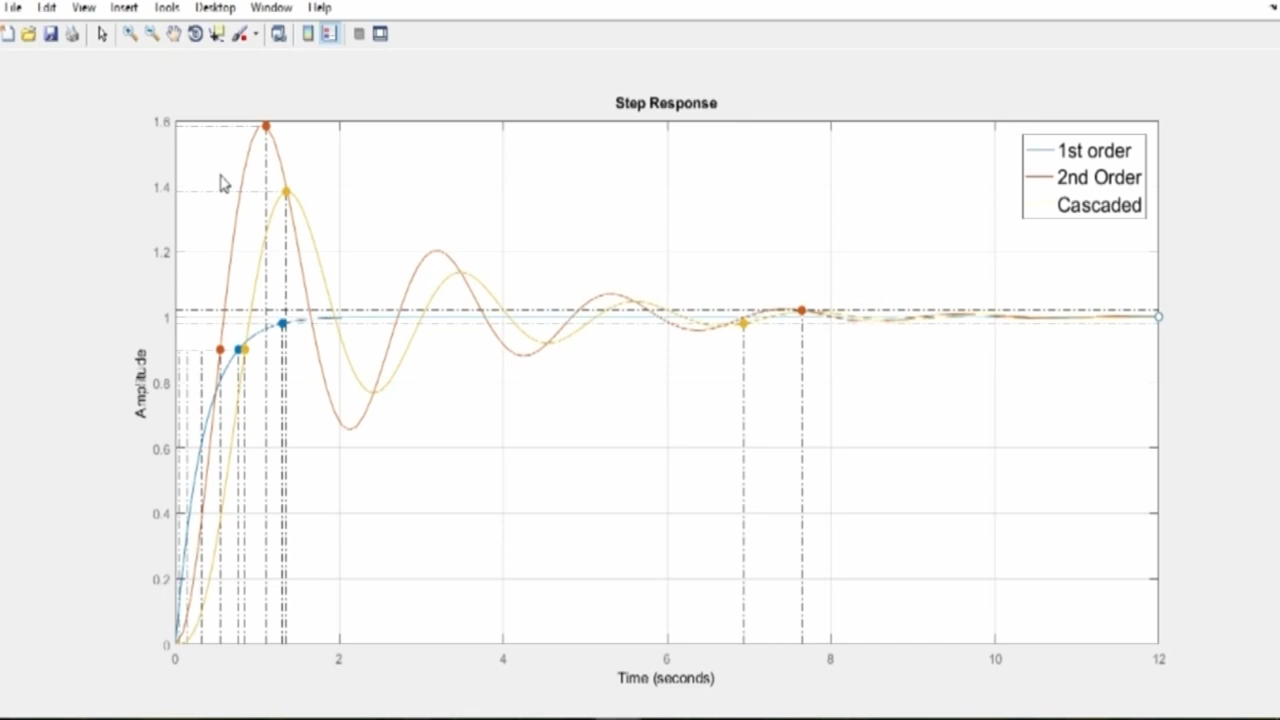 File Edit View Insert Tools Desktop Window Help
Step Response
1.6
1.4
1.2
1
0.8
0.6
0.4
0.2
0
Amplitude
1st order
2nd Order
Cascaded
0 2 4 6 8 10 12
Time (seconds)